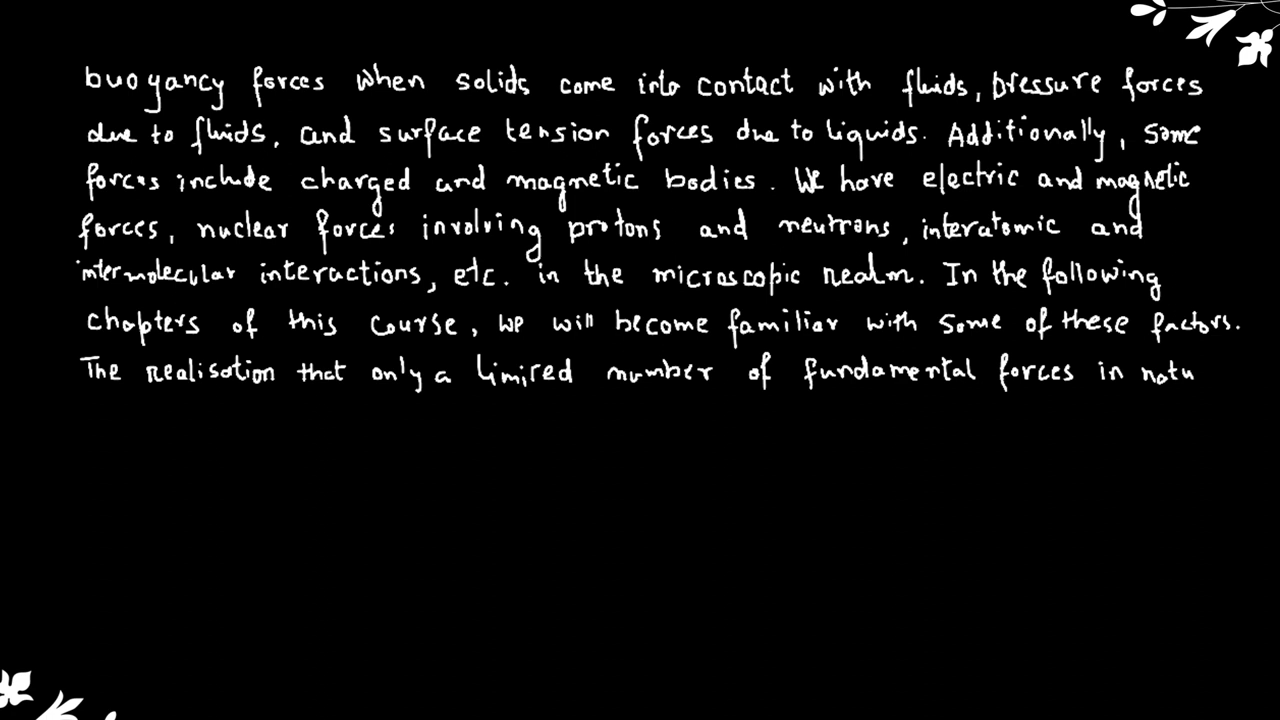 buoyancy forces when solids come into contact with fluids, pressure forces
due to fluids, and surface tension forces due to liquids. Additionally, some
forces include charged and magnetic bodies. We have electric and magnetic
forces, nuclear forces involving protons and neutrons, interatomic and
intermolecular interactions, etc. in the microscopic realm. In the following
chapters of this course, we will become familiar with some of these factors.
The realisation that only a limired number of fundamental forces in natu